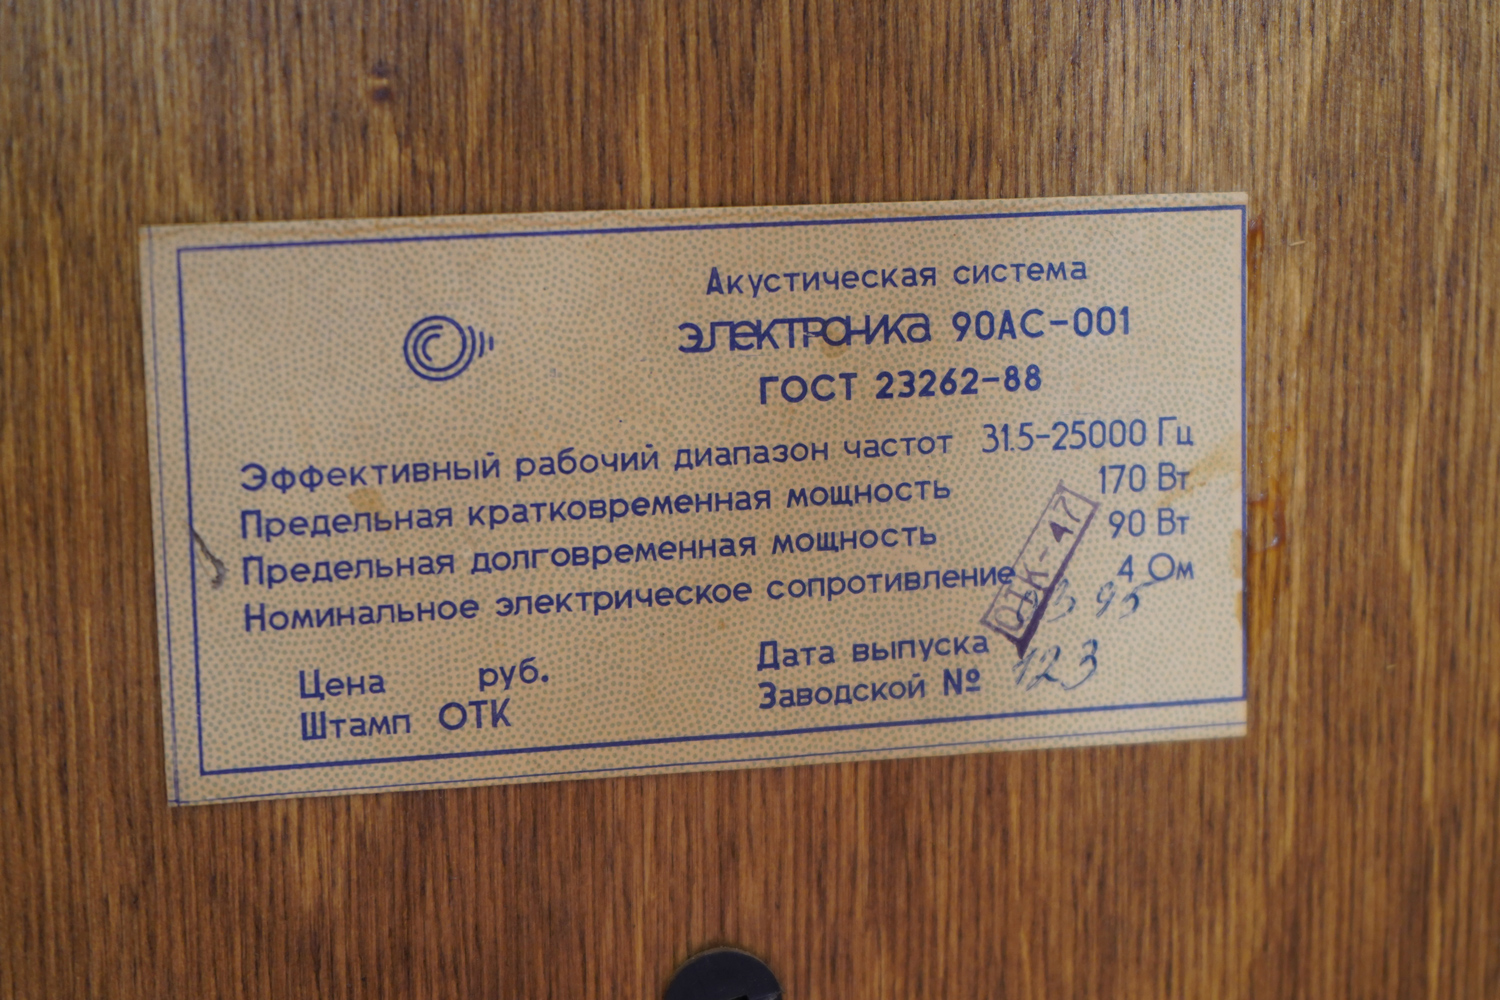 Акустическая система
электроника 90АС-001
ГОСТ 23262-88
Эффективный рабочий диапазон частот 31.5-25000 Гц
Предельная кратковременная мощность 170 Вт
Предельная долговременная мощность 90 Вт
Номинальное электрическое сопротивление 4 Ом
ОТК-47
Цена руб.
Штамп ОТК
Дата выпуска 95
Заводской № 123